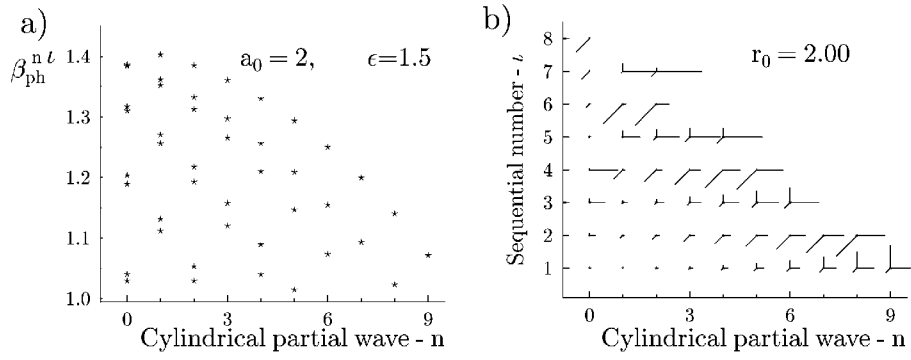 a)
β_ph^{n ι}
a₀ = 2, ϵ=1.5
1.4
1.3
1.2
1.1
1.0
0 3 6 9
Cylindrical partial wave - n
b)
r₀ = 2.00
Sequential number - ι
8
7
6
5
4
3
2
1
0 3 6 9
Cylindrical partial wave - n